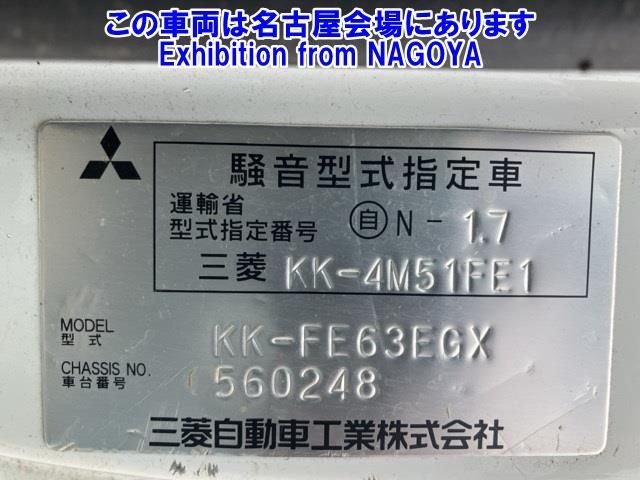 この車両は名古屋会場にあります
Exhibition from NAGOYA
騒音型式指定車
運輸省
型式指定番号 自 N - 1.7
三菱 KK-4M51FE1
MODEL
型式 KK-FE63EGX
CHASSIS NO.
車台番号 560248
三菱自動車工業株式会社